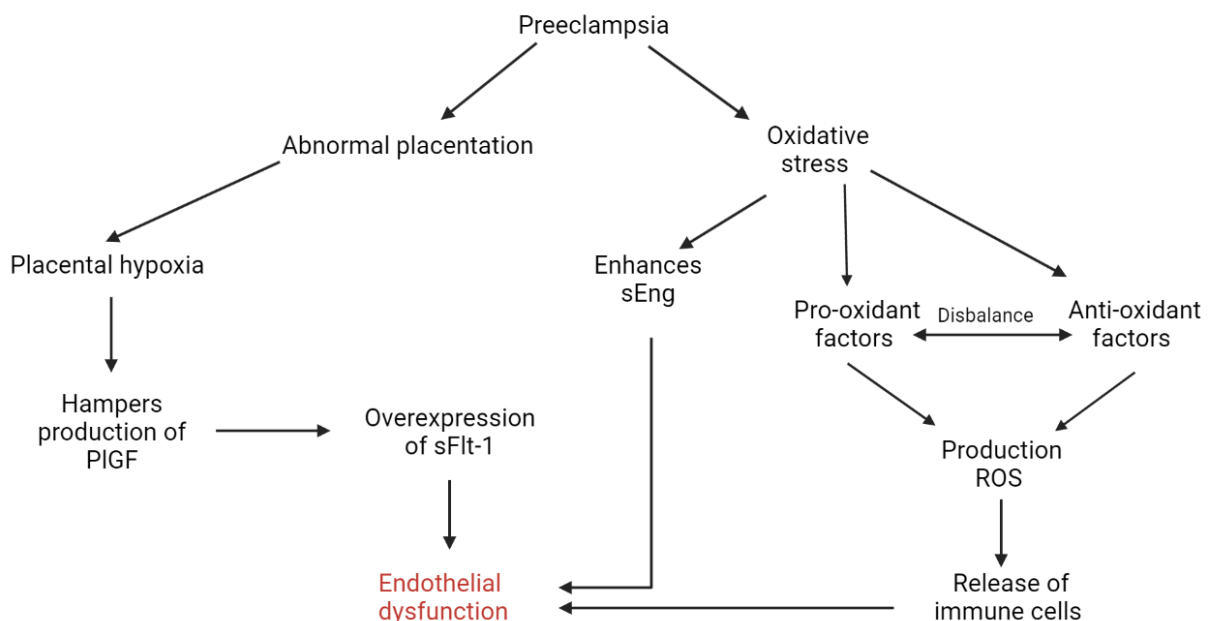 Preeclampsia
Abnormal placentation
Oxidative
stress
Placental hypoxia
Enhances
sEng
Pro-oxidant
factors
Disbalance
Anti-oxidant
factors
Hampers
production of
PlGF
Overexpression
of sFlt-1
Production
ROS
Endothelial
dysfunction
Release of
immune cells